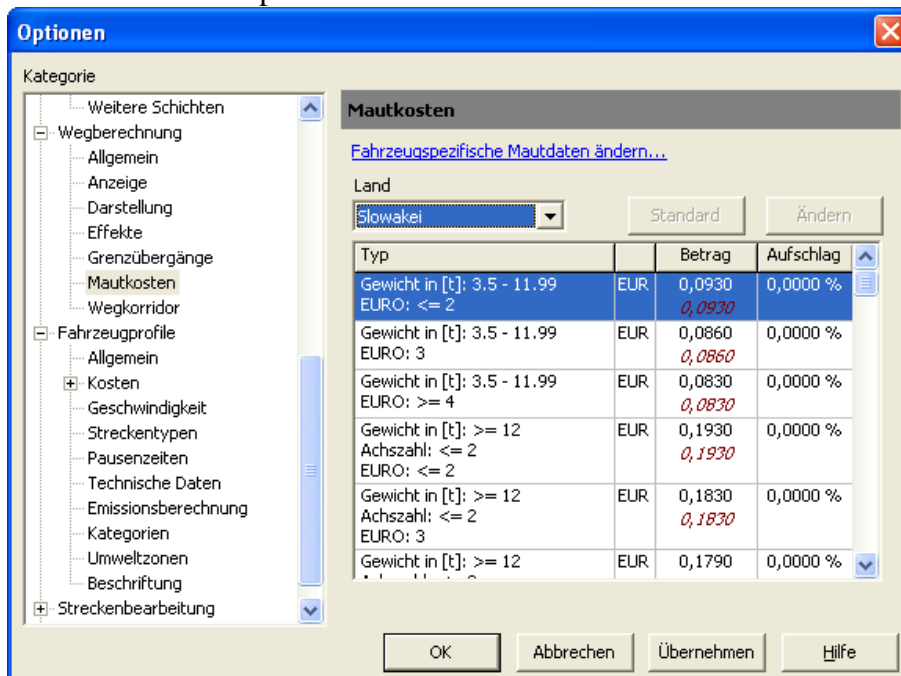 Optionen
Kategorie
Weitere Schichten
Wegberechnung
Allgemein
Anzeige
Darstellung
Effekte
Grenzübergänge
Mautkosten
Wegkorridor
Fahrzeugprofile
Allgemein
Kosten
Geschwindigkeit
Streckentypen
Pausenzeiten
Technische Daten
Emissionsberechnung
Kategorien
Umweltzonen
Beschriftung
Streckenbearbeitung
Mautkosten
Fahrzeugspezifische Mautdaten ändern...
Land
Slowakei Standard Ändern
Typ Betrag Aufschlag
Gewicht in [t]: 3.5 - 11.99 EUR 0,0930 0,0000 %
EURO: <= 2 0,0930
Gewicht in [t]: 3.5 - 11.99 EUR 0,0860 0,0000 %
EURO: 3 0,0860
Gewicht in [t]: 3.5 - 11.99 EUR 0,0830 0,0000 %
EURO: >= 4 0,0830
Gewicht in [t]: >= 12 EUR 0,1930 0,0000 %
Achszahl: <= 2 0,1930
EURO: <= 2
Gewicht in [t]: >= 12 EUR 0,1830 0,0000 %
Achszahl: <= 2 0,1830
EURO: 3
Gewicht in [t]: >= 12 EUR 0,1790 0,0000 %
OK Abbrechen Übernehmen Hilfe